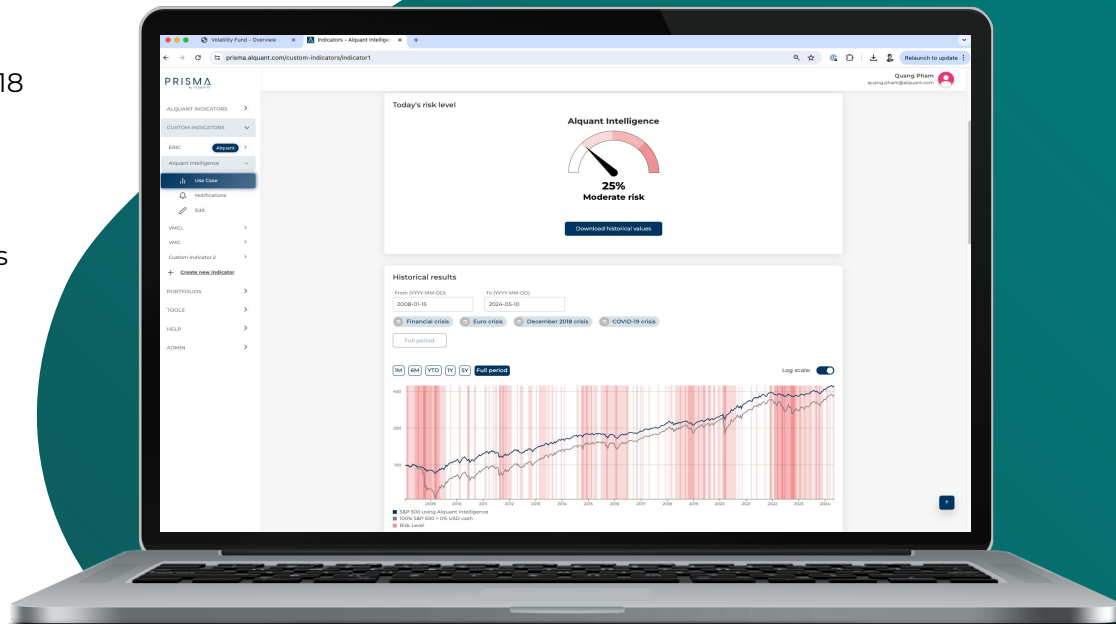 18
s
Volatility Fund - Overview
Indicators - Alquant Intellige
prisma.alquant.com/custom-indicators/indicator1
Relaunch to update
PRISMA
Quang Pham
quang.pham@alquant.com
ALQUANT INDICATORS
CUSTOM INDICATORS
ERIC
Alquant
Alquant Intelligence
Use Case
Notifications
Edit
VMCL
VMC
Custom Indicator 2
+ Create new indicator
PORTFOLIOS
TOOLS
HELP
ADMIN
Today's risk level
Alquant Intelligence
25%
Moderate risk
Download historical values
Historical results
From (YYYY-MM-DD)
To (YYYY-MM-DD)
2008-01-15
2024-05-10
Financial crisis
Euro crisis
December 2018 crisis
COVID-19 crisis
Full period
1M 6M YTD 1Y 5Y Full period
Log scale:
400
200
100
2009 2010 2011 2012 2013 2014 2015 2016 2017 2018 2019 2020 2021 2022 2023 2024
S&P 500 using Alquant Intelligence
100% S&P 500 + 0% USD cash
Risk Level